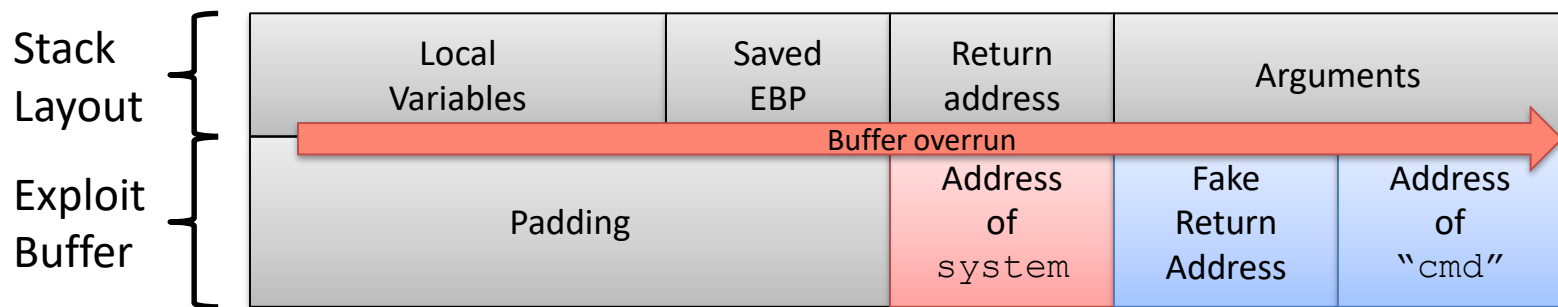 Stack
Layout
Local
Variables
Saved
EBP
Return
address
Arguments
Buffer overrun
Exploit
Buffer
Padding
Address
of
system
Fake
Return
Address
Address
of
“cmd”